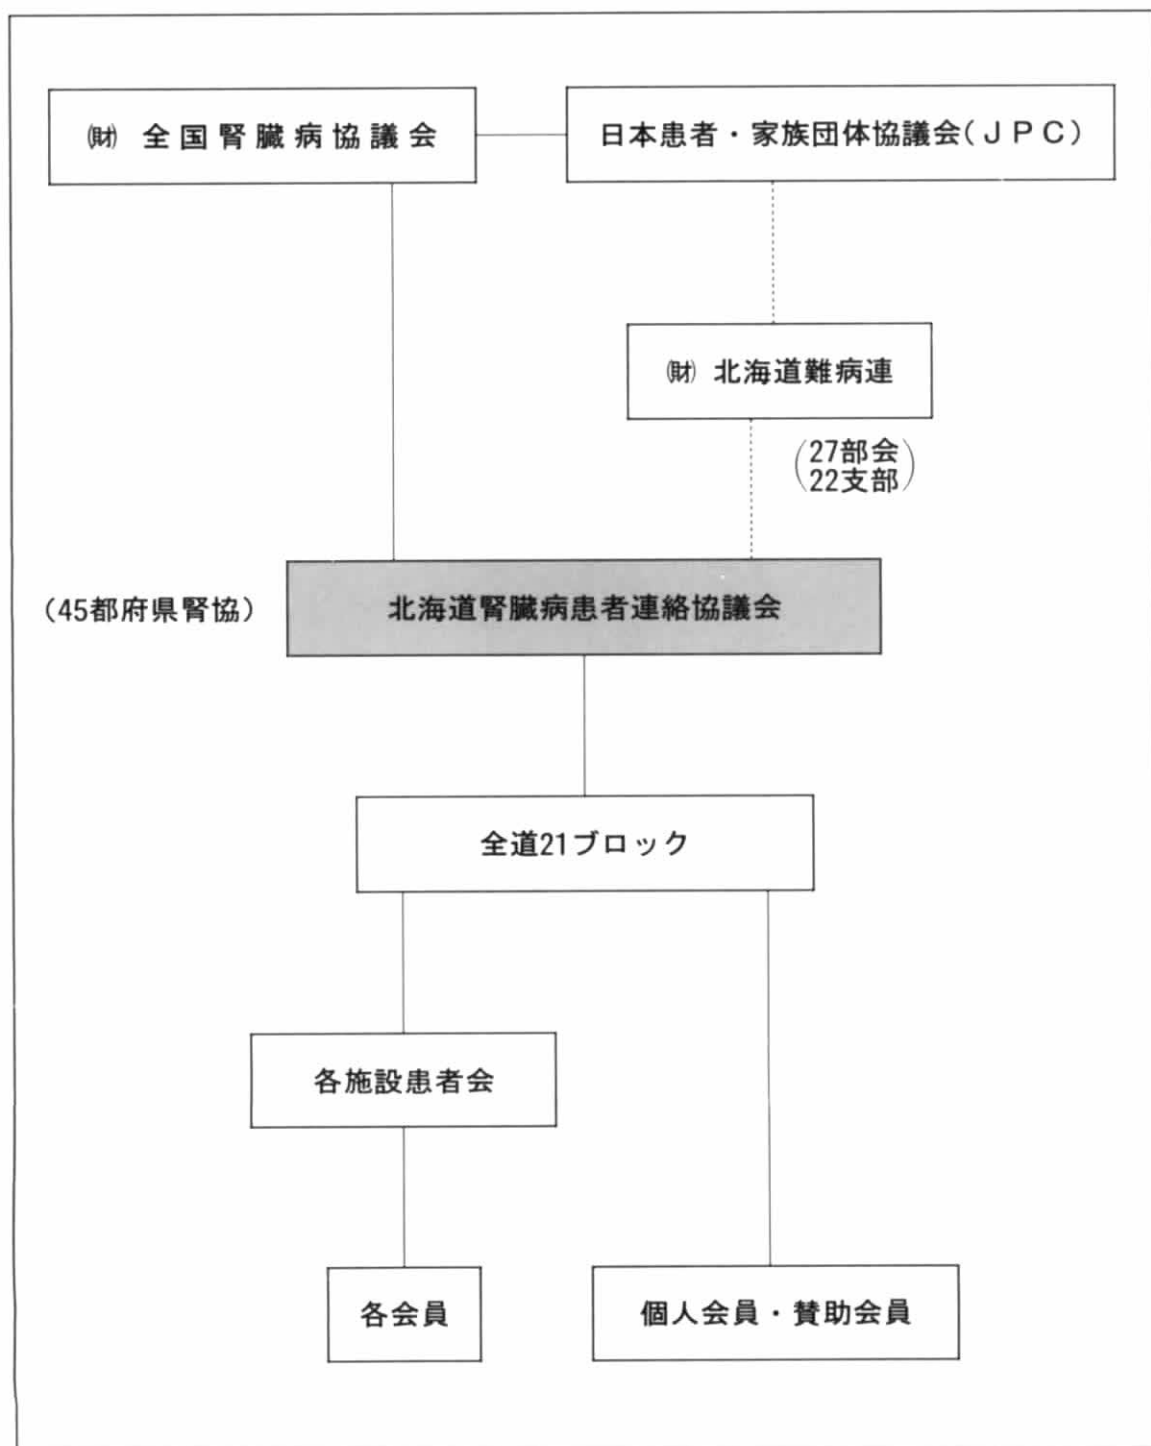 ㈶ 全国腎臓病協議会
日本患者・家族団体協議会(JPC)
㈶ 北海道難病連
(27部会
22支部)
(45都府県腎協)
北海道腎臓病患者連絡協議会
全道21ブロック
各施設患者会
各会員
個人会員・賛助会員